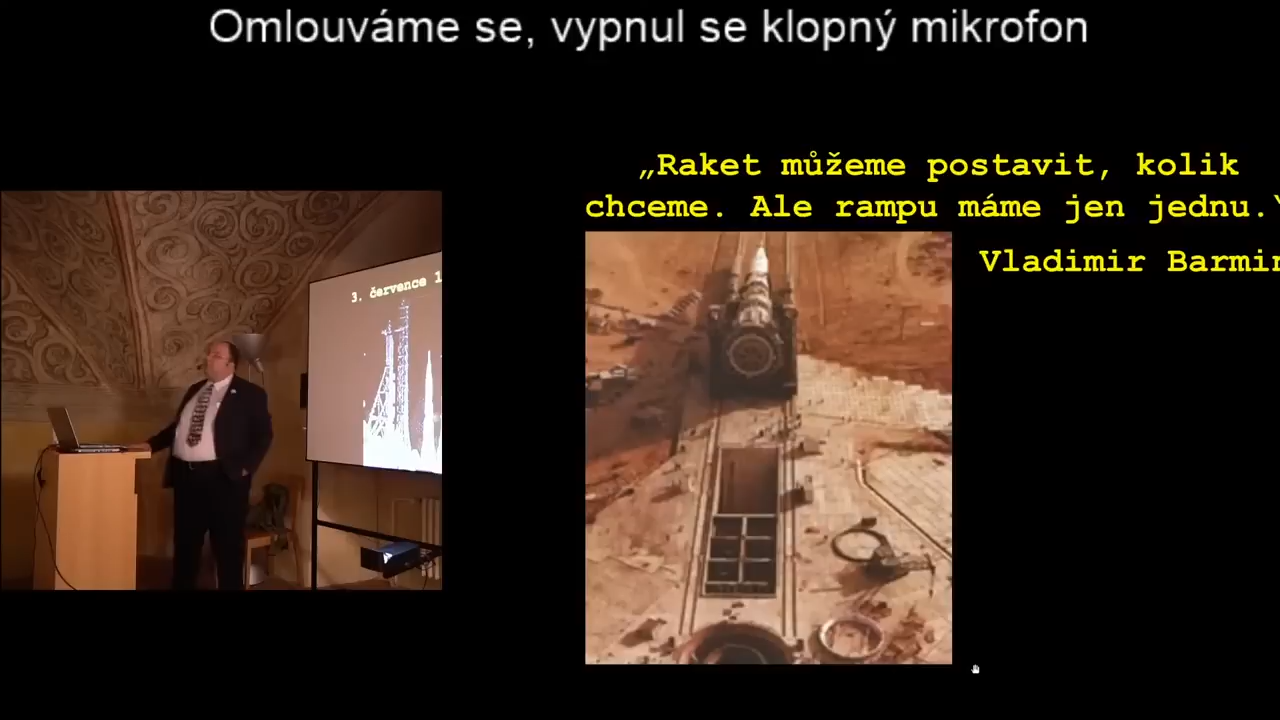 Omlouváme se, vypnul se klopný mikrofon
„Raket můžeme postavit, kolik
chceme. Ale rampu máme jen jednu.“
Vladimir Barmin
3. července 1